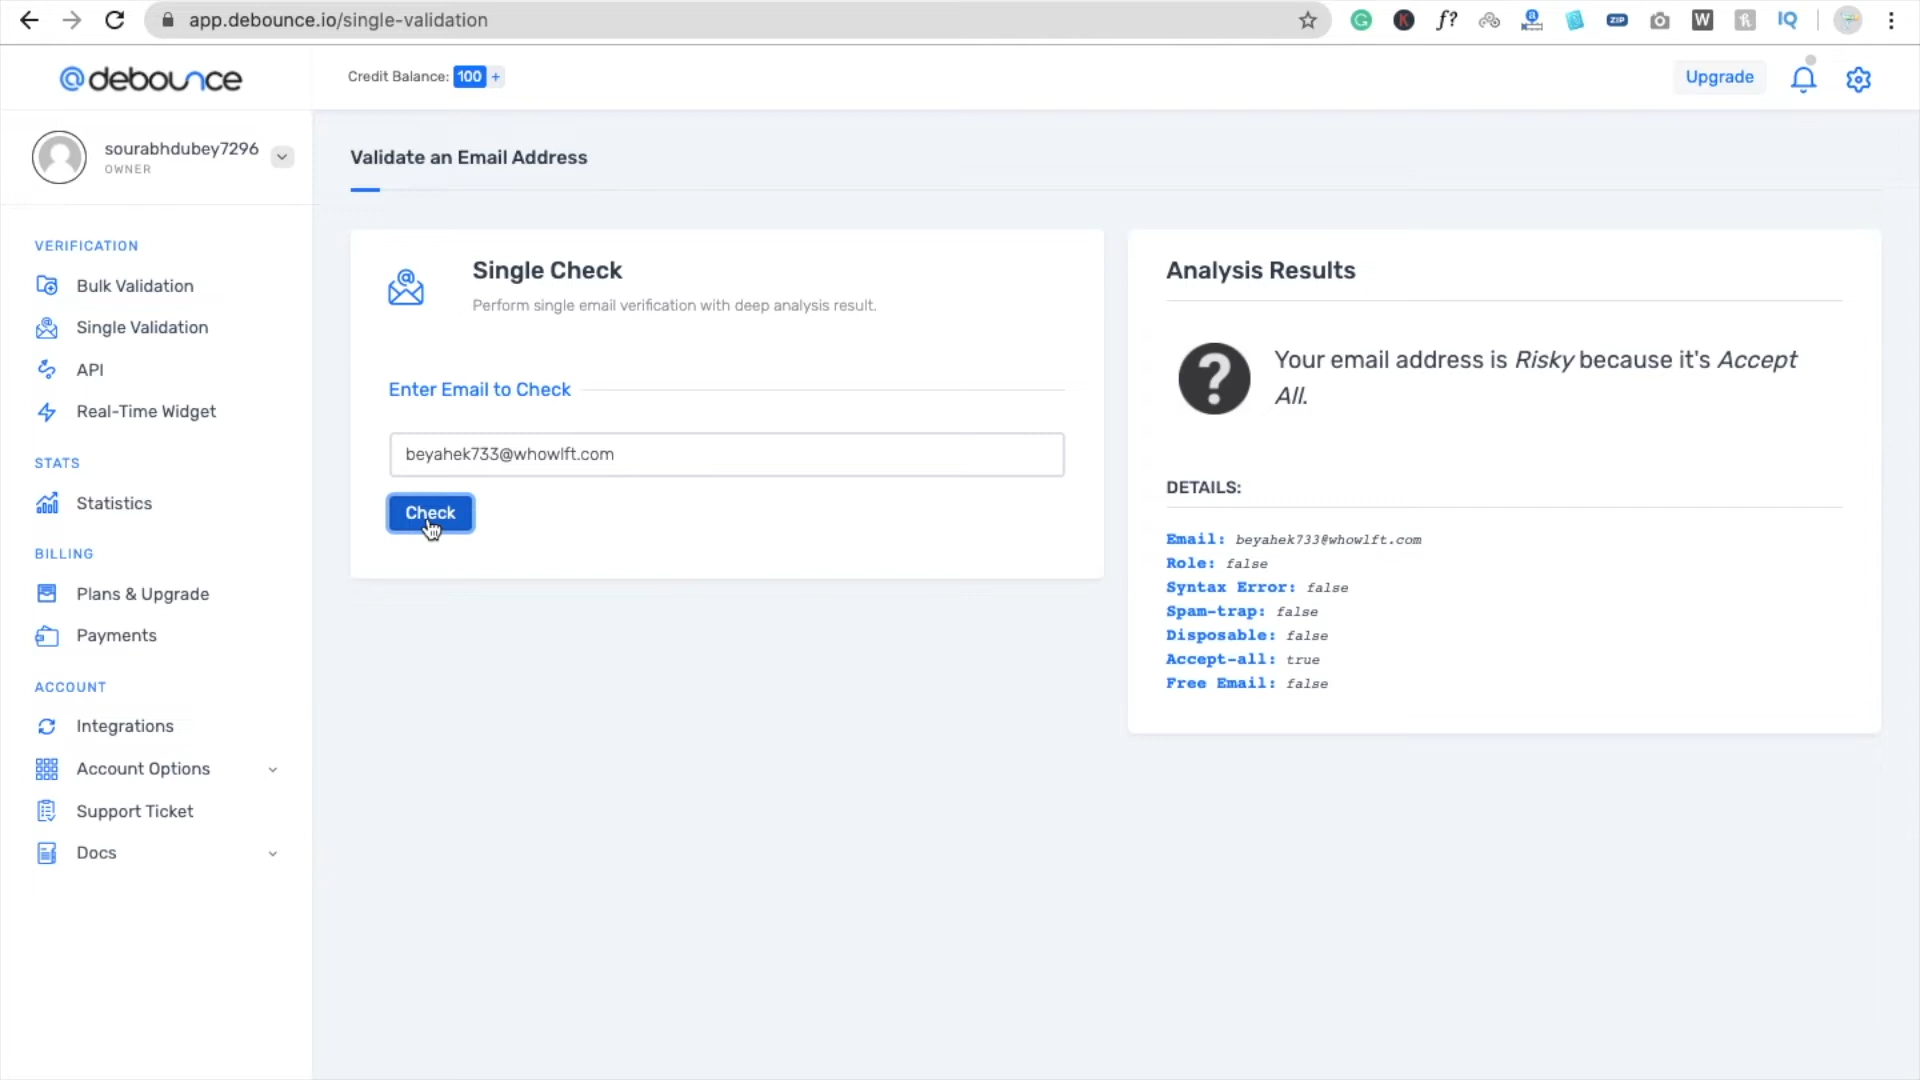 app.debounce.io/single-validation
@debounce
Credit Balance: 100 +
Upgrade
sourabhdubey7296
OWNER
Validate an Email Address
VERIFICATION
Bulk Validation
Single Validation
API
Real-Time Widget
STATS
Statistics
BILLING
Plans & Upgrade
Payments
ACCOUNT
Integrations
Account Options
Support Ticket
Docs
Single Check
Perform single email verification with deep analysis result.
Enter Email to Check
beyahek733@whowlft.com
Check
Analysis Results
Your email address is Risky because it's Accept
All.
DETAILS:
Email: beyahek733@whowlft.com
Role: false
Syntax Error: false
Spam-trap: false
Disposable: false
Accept-all: true
Free Email: false
G K f? a ZIP W IQ